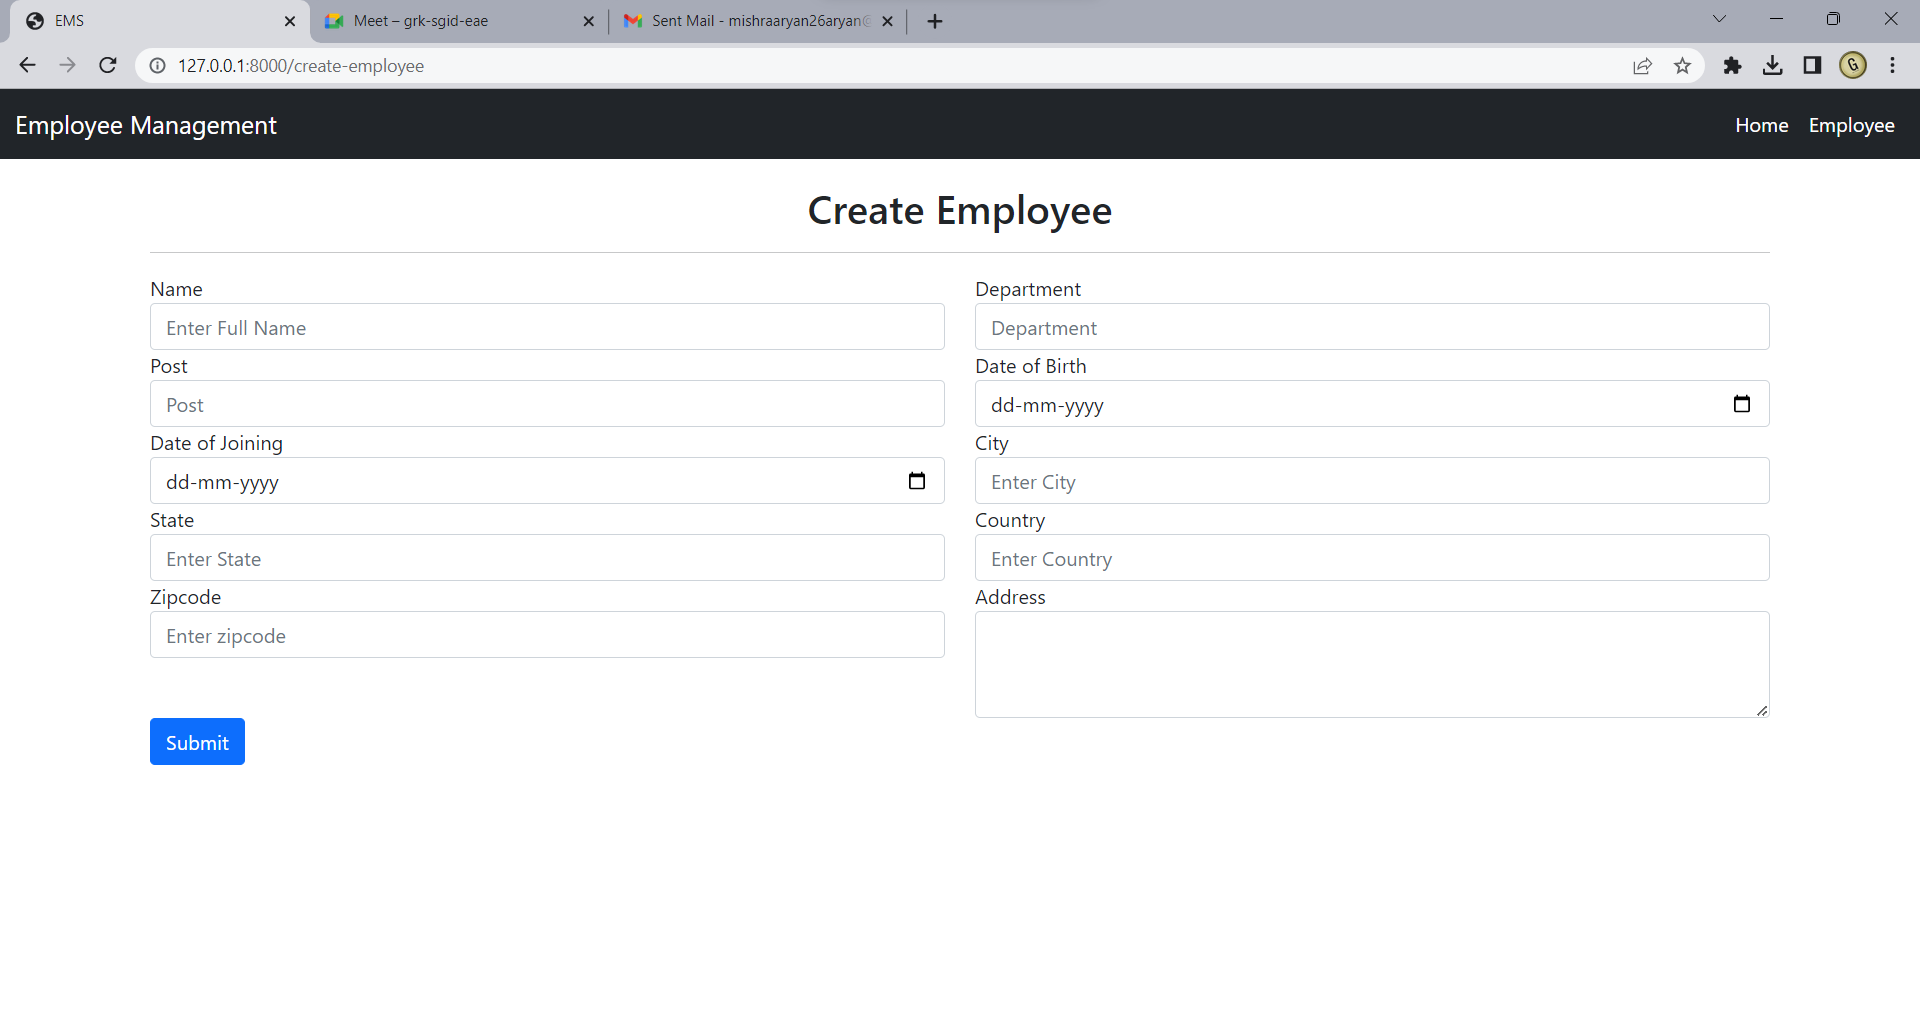 EMS
Meet – grk-sgid-eae
Sent Mail - mishraaryan26aryan@
127.0.0.1:8000/create-employee
G
Employee Management
Home
Employee
Create Employee
Name
Department
Enter Full Name
Department
Post
Date of Birth
Post
dd-mm-yyyy
Date of Joining
City
dd-mm-yyyy
Enter City
State
Country
Enter State
Enter Country
Zipcode
Address
Enter zipcode
Submit